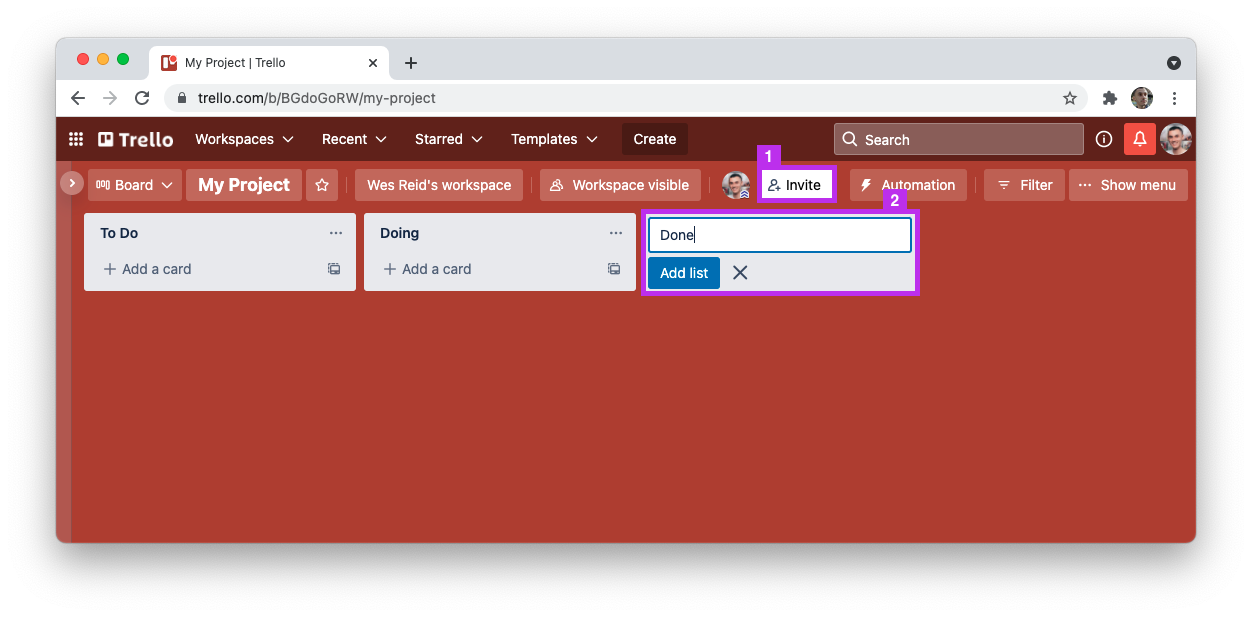 My Project | Trello
trello.com/b/BGdoGoRW/my-project
Trello Workspaces Recent Starred Templates Create Search
1
Board My Project Wes Reid's workspace Workspace visible Invite Automation Filter Show menu
2
To Do Doing Done
Add a card Add a card Add list